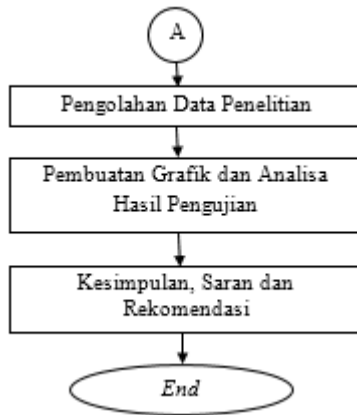 A
Pengolahan Data Penelitian
Pembuatan Grafik dan Analisa
Hasil Pengujian
Kesimpulan, Saran dan
Rekomendasi
End